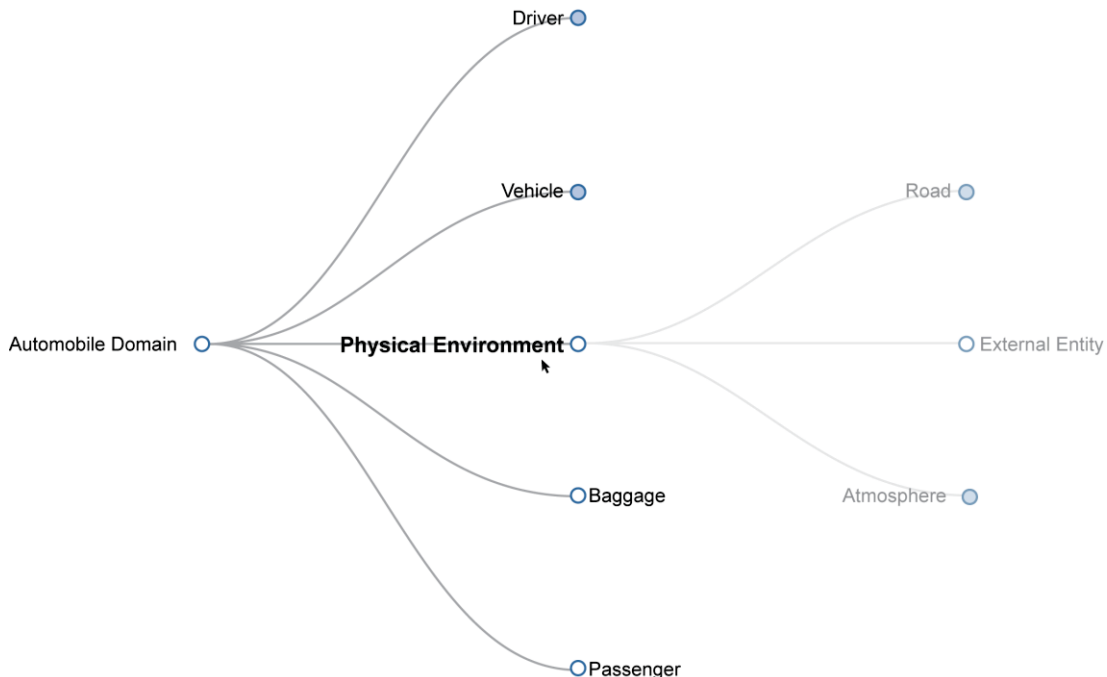 Driver
Vehicle
Road
Automobile Domain
Physical Environment
External Entity
Baggage
Atmosphere
Passenger